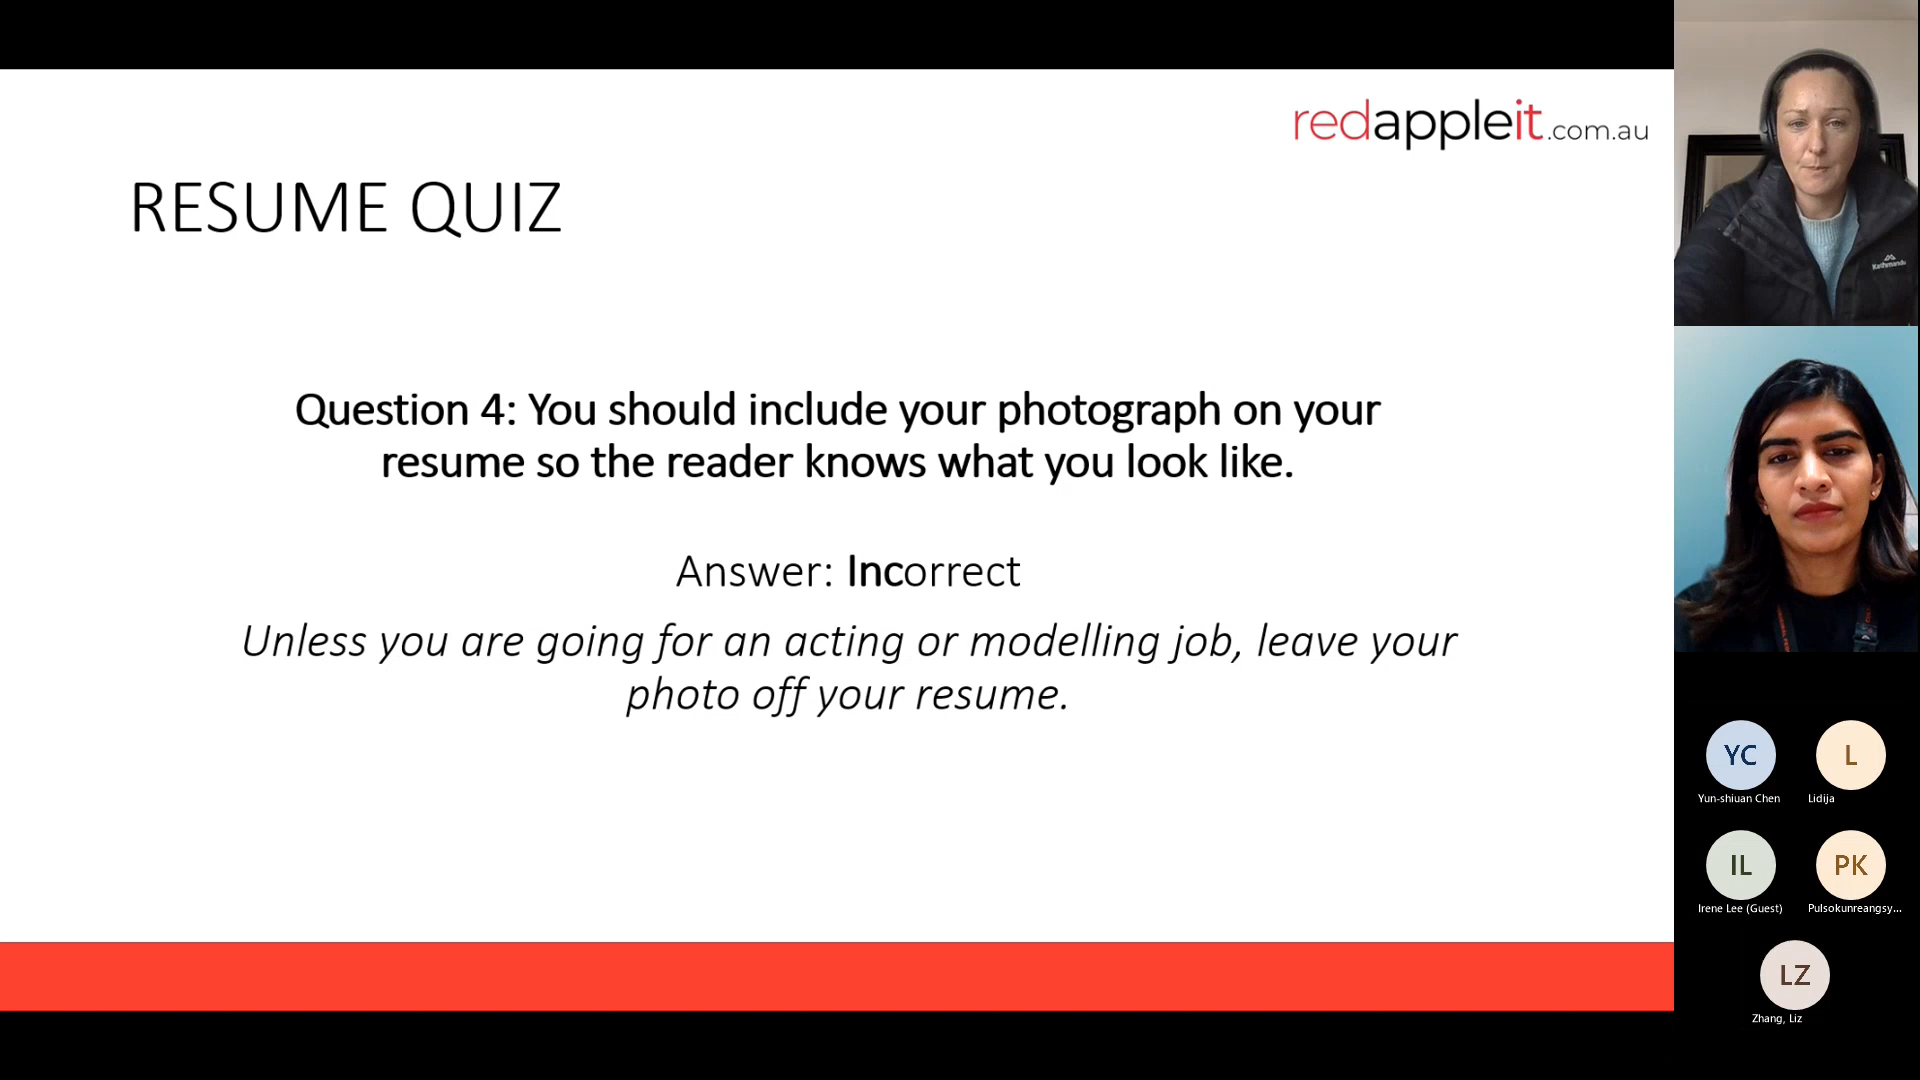 redappleit.com.au
RESUME QUIZ
Question 4: You should include your photograph on your
resume so the reader knows what you look like.
Answer: Incorrect
Unless you are going for an acting or modelling job, leave your
photo off your resume.
Kathmandu
YC
Yun-shiuan Chen
L
Lidija
IL
Irene Lee (Guest)
PK
Pulsokunreangsy...
LZ
Zhang, Liz